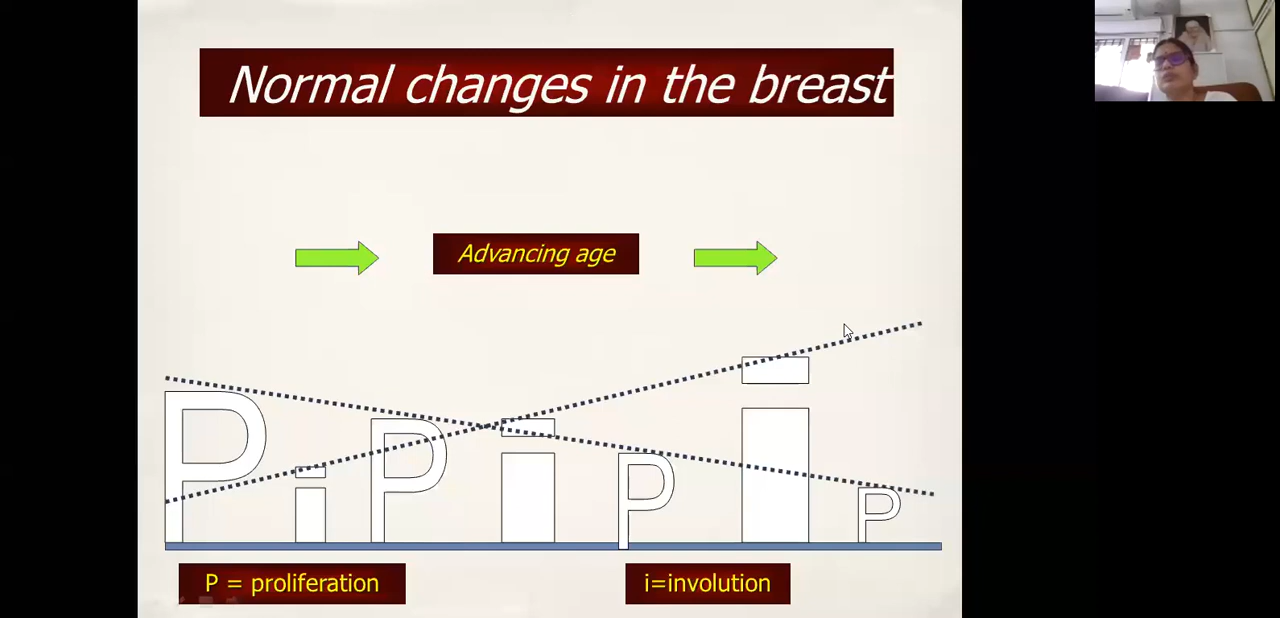 Normal changes in the breast
Advancing age
P i P i P i P
P = proliferation
i=involution